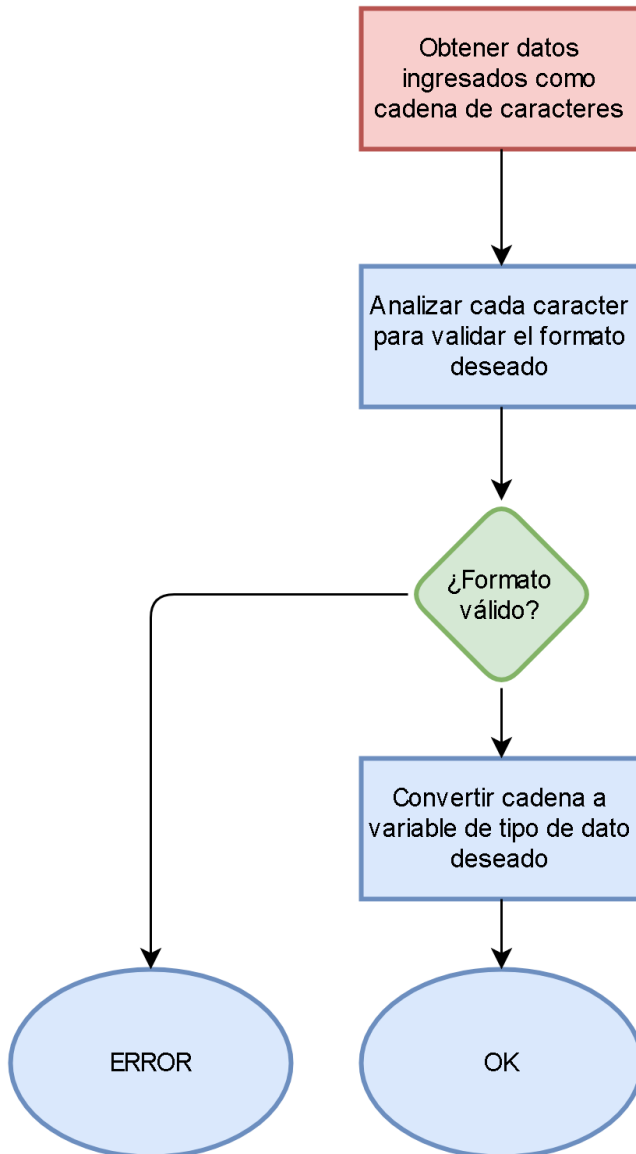 Obtener datos
ingresados como
cadena de caracteres
Analizar cada caracter
para validar el formato
deseado
¿Formato
válido?
Convertir cadena a
variable de tipo de dato
deseado
ERROR
OK